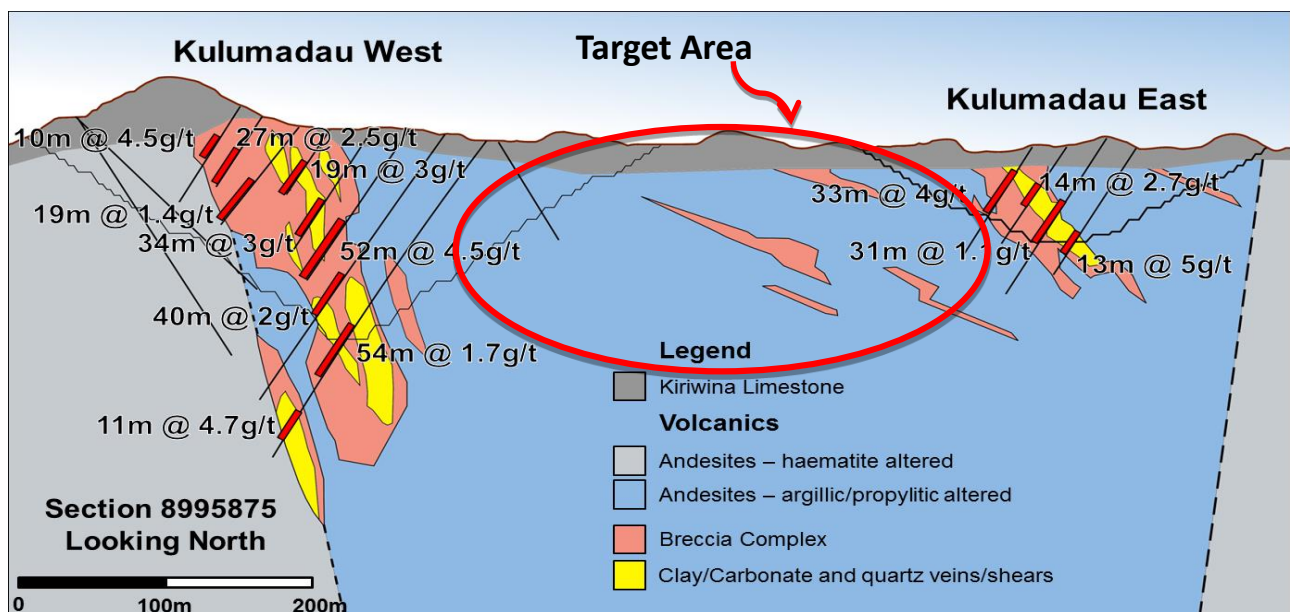 Target Area
Kulumadau West
Kulumadau East
10m @ 4.5g/t
27m @ 2.5g/t
19m @ 3g/t
19m @ 1.4g/t
34m @ 3g/t
52m @ 4.5g/t
40m @ 2g/t
54m @ 1.7g/t
11m @ 4.7g/t
33m @ 4g/t
14m @ 2.7g/t
31m @ 1.1g/t
13m @ 5g/t
Legend
Kiriwina Limestone
Volcanics
Andesites – haematite altered
Andesites – argillic/propylitic altered
Breccia Complex
Clay/Carbonate and quartz veins/shears
Section 8995875
Looking North
0 100m 200m